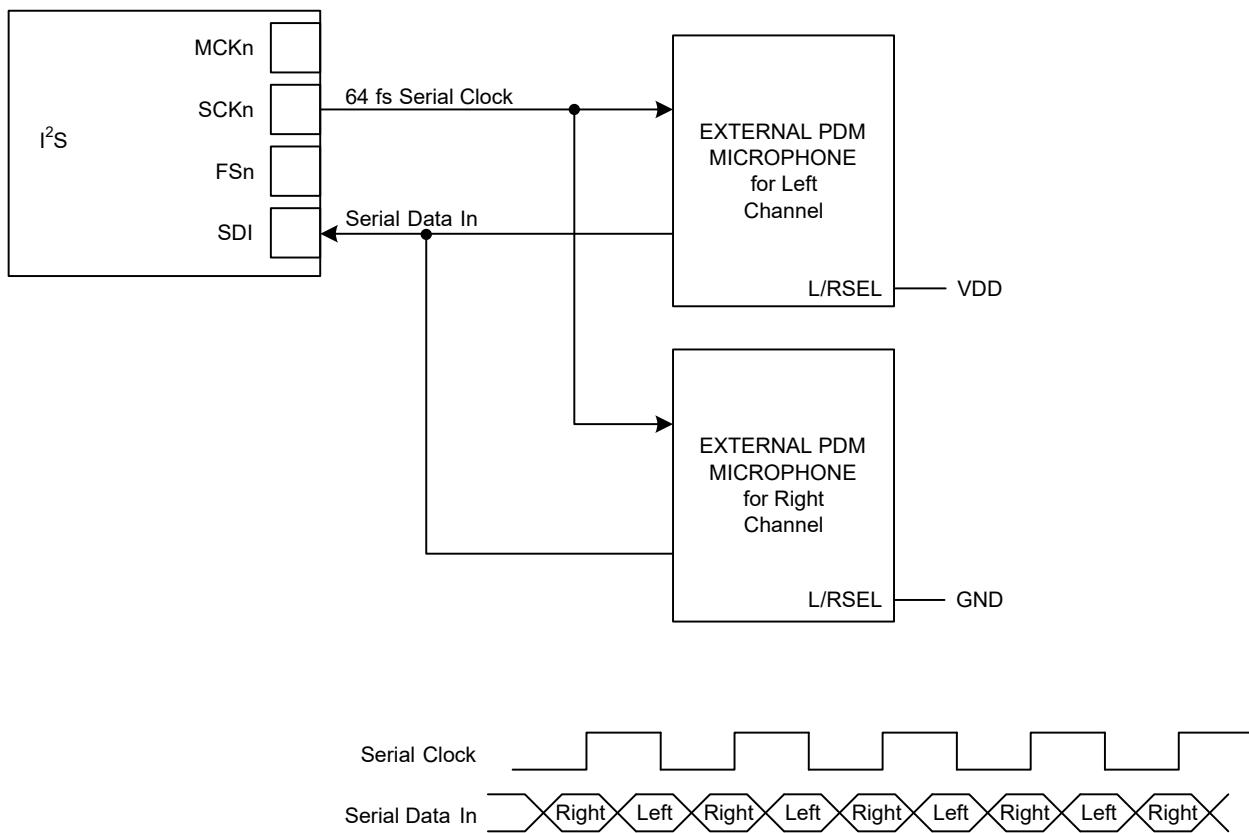 MCKn
SCKn
I²S
FSn
SDI
64 fs Serial Clock
Serial Data In
EXTERNAL PDM
MICROPHONE
for Left
Channel
L/RSEL
VDD
EXTERNAL PDM
MICROPHONE
for Right
Channel
L/RSEL
GND
Serial Clock
Serial Data In Right Left Right Left Right Left Right Left Right